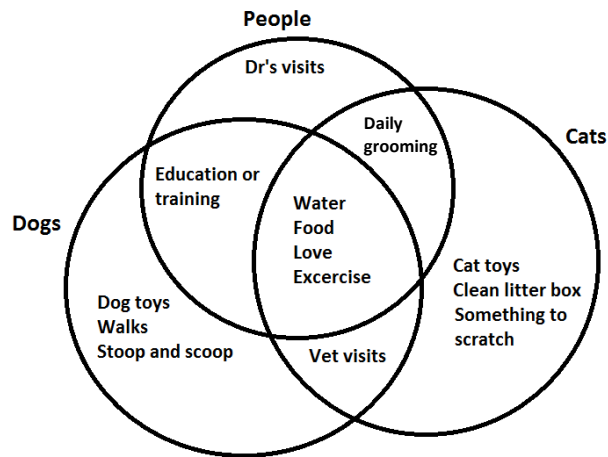 People
Dr's visits
Daily
grooming
Cats
Education or
training
Water
Food
Love
Excercise
Dogs
Cat toys
Clean litter box
Something to
scratch
Dog toys
Walks
Stoop and scoop
Vet visits